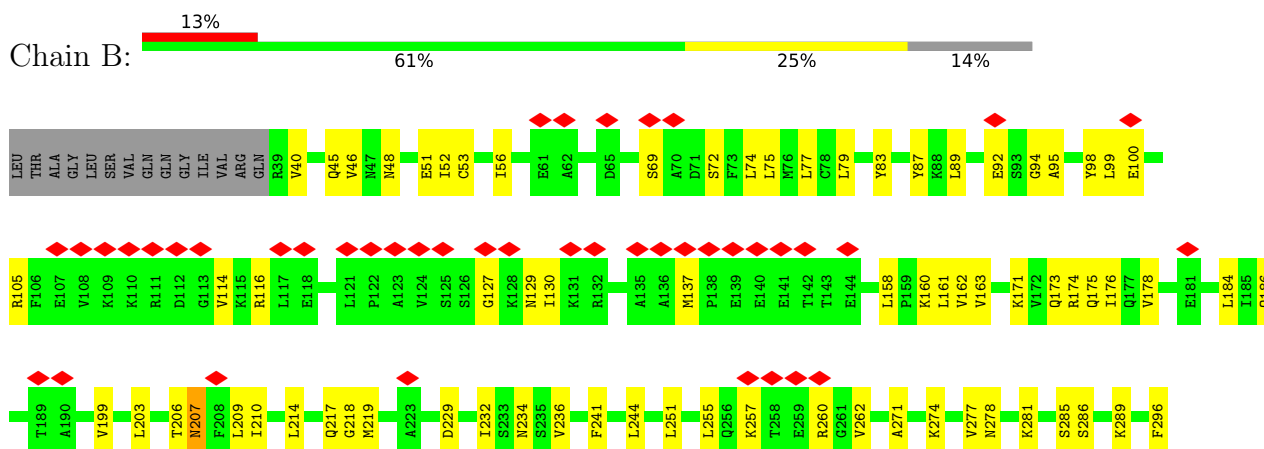 13%
Chain B:
61% 25% 14%
LEU THR ALA GLY LEU SER VAL GLN GLN GLY ILE VAL ARG GLN R39 V40 Q45 V46 N47 N48 E51 I52 C53 I56 E61 A62 D65 S69 A70 D71 S72 F73 L74 L75 M76 L77 C78 L79 Y83 Y87 K88 L89 E92 S93 G94 A95 Y98 L99 E100
R105 F106 E107 V108 K109 K110 R111 D112 G113 V114 K115 R116 L117 E118 L121 P122 A123 V124 S125 S126 G127 K128 N129 I130 K131 R132 A135 A136 M137 P138 E139 E140 E141 T142 T143 E144 L158 P159 K160 L161 V162 V163 K171 V172 Q173 R174 Q175 I176 Q177 V178 E181 L184 I185
T189 A190 V199 L203 T206 N207 F208 L209 I210 L214 Q217 G218 M219 A223 D229 I232 S233 N234 S235 V236 F241 L244 L251 L255 Q256 K257 T258 E259 R260 G261 V262 A271 K274 V277 N278 K281 S285 S286 K289 F296